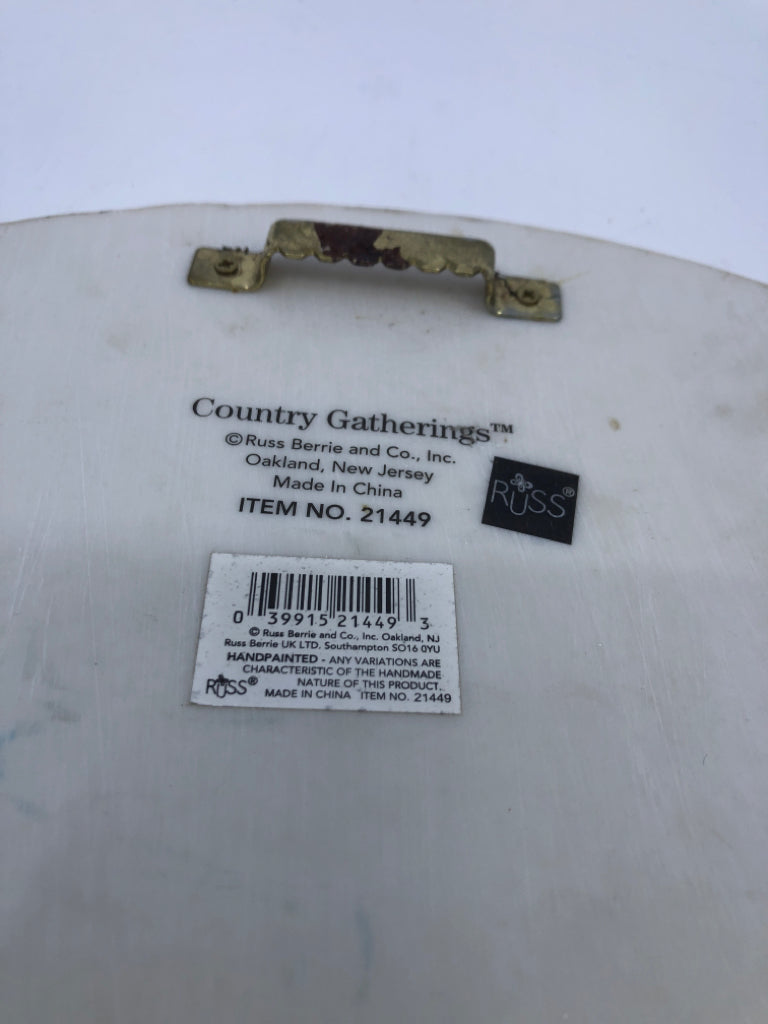 Country Gatherings™
©Russ Berrie and Co., Inc.
Oakland, New Jersey
Made In China
ITEM NO. 21449
RUSS®
0 39915 21449 3
© Russ Berrie and Co., Inc. Oakland, NJ
Russ Berrie UK LTD. Southampton SO16 0YU
HANDPAINTED - ANY VARIATIONS ARE
CHARACTERISTIC OF THE HANDMADE
NATURE OF THIS PRODUCT.
RUSS® MADE IN CHINA ITEM NO. 21449